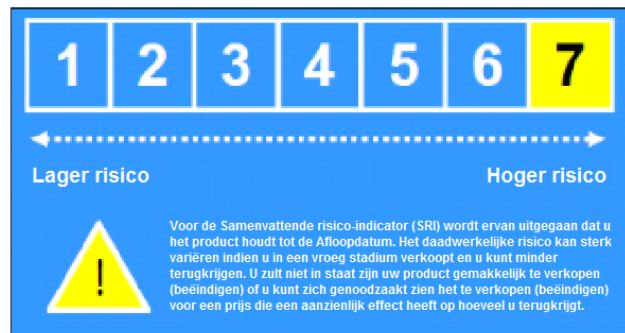 1 2 3 4 5 6 7
Lager risico Hoger risico
!
Voor de Samenvattende risico-indicator (SRI) wordt ervan uitgegaan dat u
het product houdt tot de Afloopdatum. Het daadwerkelijke risico kan sterk
variëren indien u in een vroeg stadium verkoopt en u kunt minder
terugkrijgen. U zult niet in staat zijn uw product gemakkelijk te verkopen
(beëindigen) of u kunt zich genoodzaakt zien het te verkopen (beëindigen)
voor een prijs die een aanzienlijk effect heeft op hoeveel u terugkrijgt.